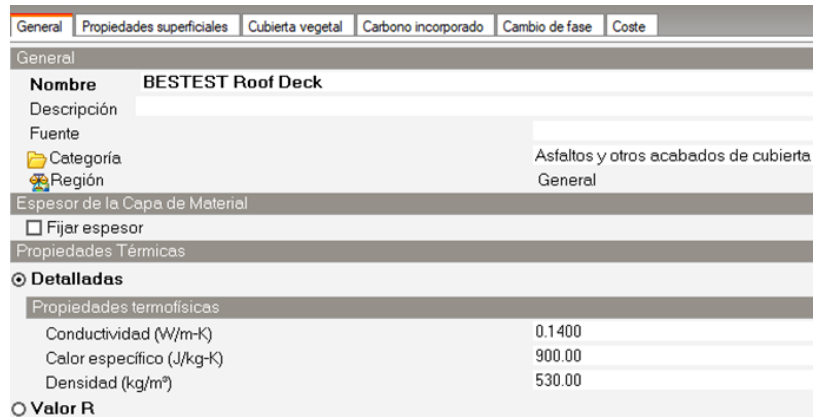 General Propiedades superficiales Cubierta vegetal Carbono incorporado Cambio de fase Coste
General
Nombre BESTEST Roof Deck
Descripción
Fuente
Categoría Asfaltos y otros acabados de cubierta
Región General
Espesor de la Capa de Material
Fijar espesor
Propiedades Térmicas
Detalladas
Propiedades termofísicas
Conductividad (W/m-K) 0.1400
Calor específico (J/kg-K) 900.00
Densidad (kg/m³) 530.00
Valor R